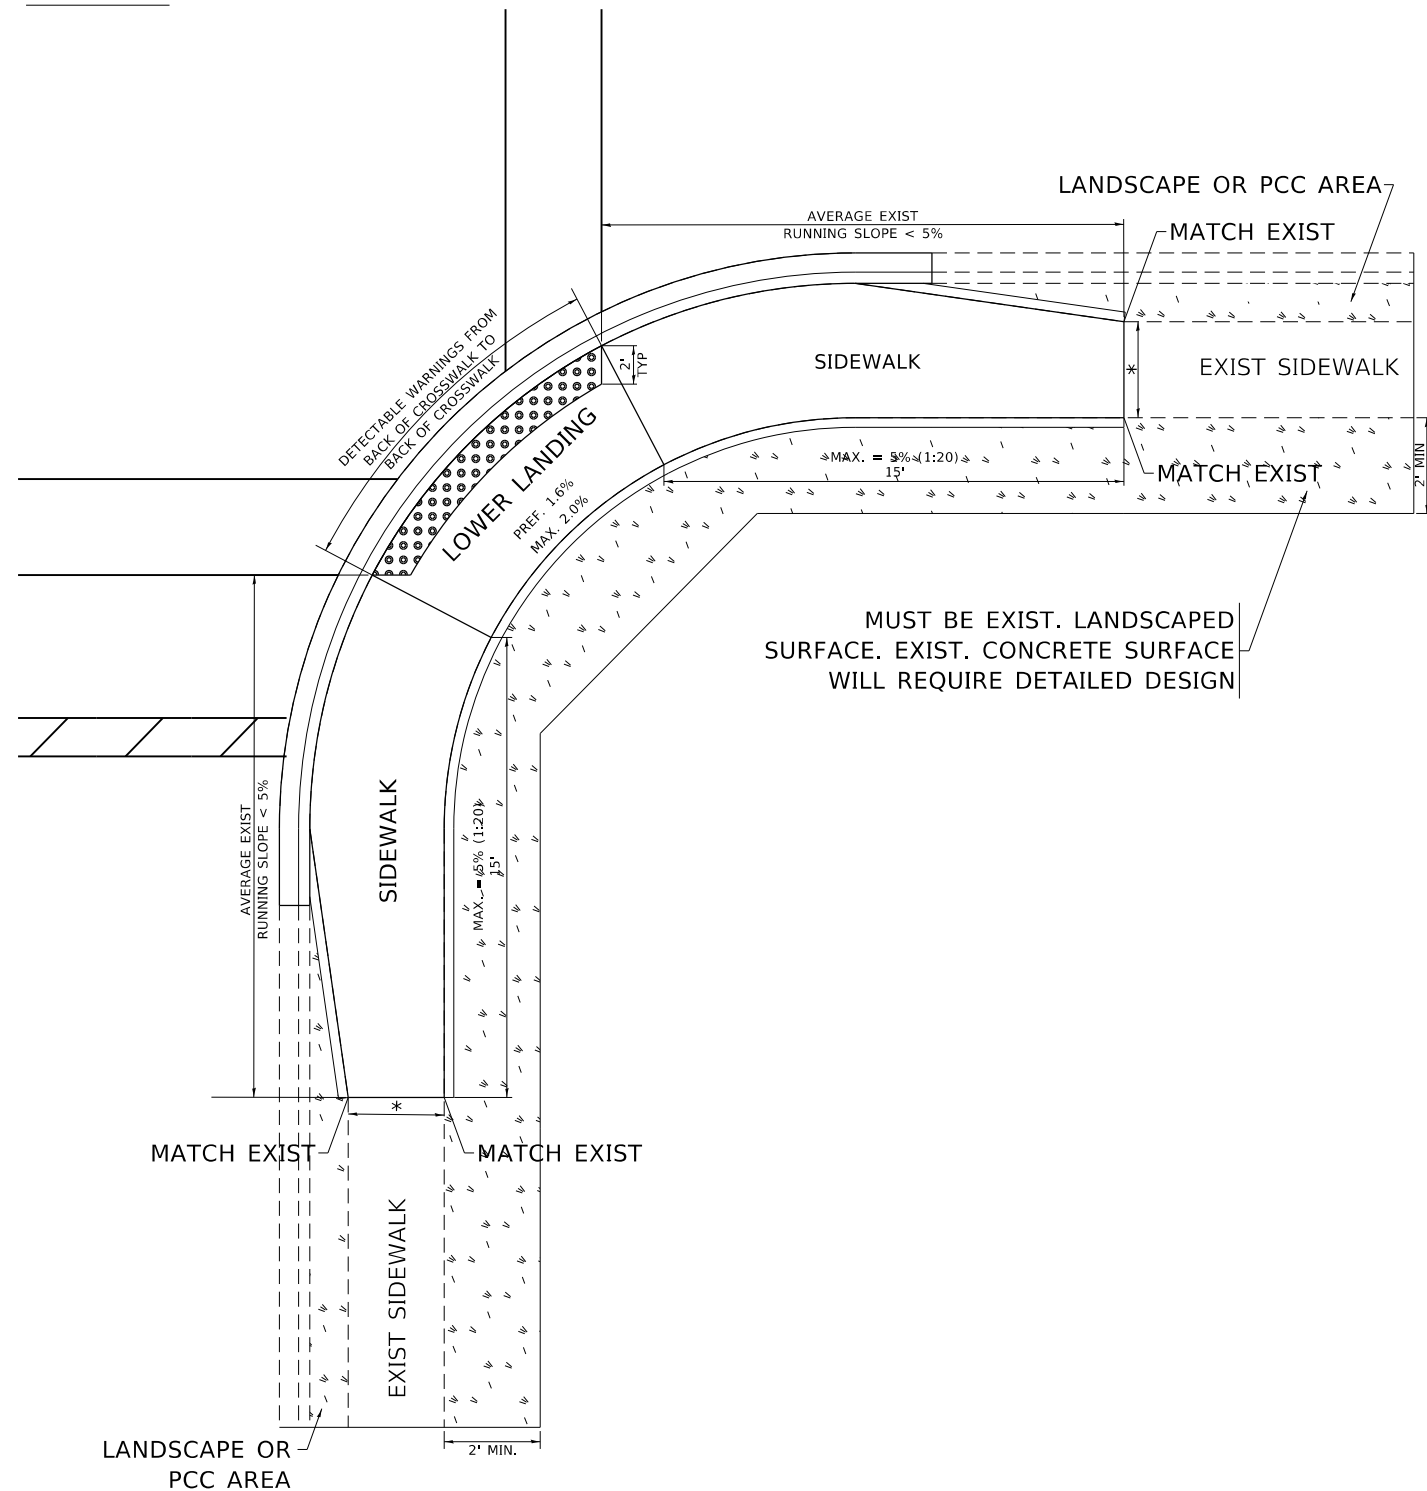 LANDSCAPE OR PCC AREA
AVERAGE EXIST
RUNNING SLOPE < 5%
MATCH EXIST
DETECTABLE WARNINGS FROM
BACK OF CROSSWALK TO
BACK OF CROSSWALK
2'
TYP
SIDEWALK
*
EXIST SIDEWALK
LOWER LANDING
PREF. 1.6%
MAX. 2.0%
MAX. = 5% (1:20)
15'
MATCH EXIST
2' MIN
MUST BE EXIST. LANDSCAPED
SURFACE. EXIST. CONCRETE SURFACE
WILL REQUIRE DETAILED DESIGN
AVERAGE EXIST
RUNNING SLOPE < 5%
SIDEWALK
MAX. = 5% (1:20)
15'
*
MATCH EXIST
MATCH EXIST
EXIST SIDEWALK
LANDSCAPE OR
PCC AREA
2' MIN.